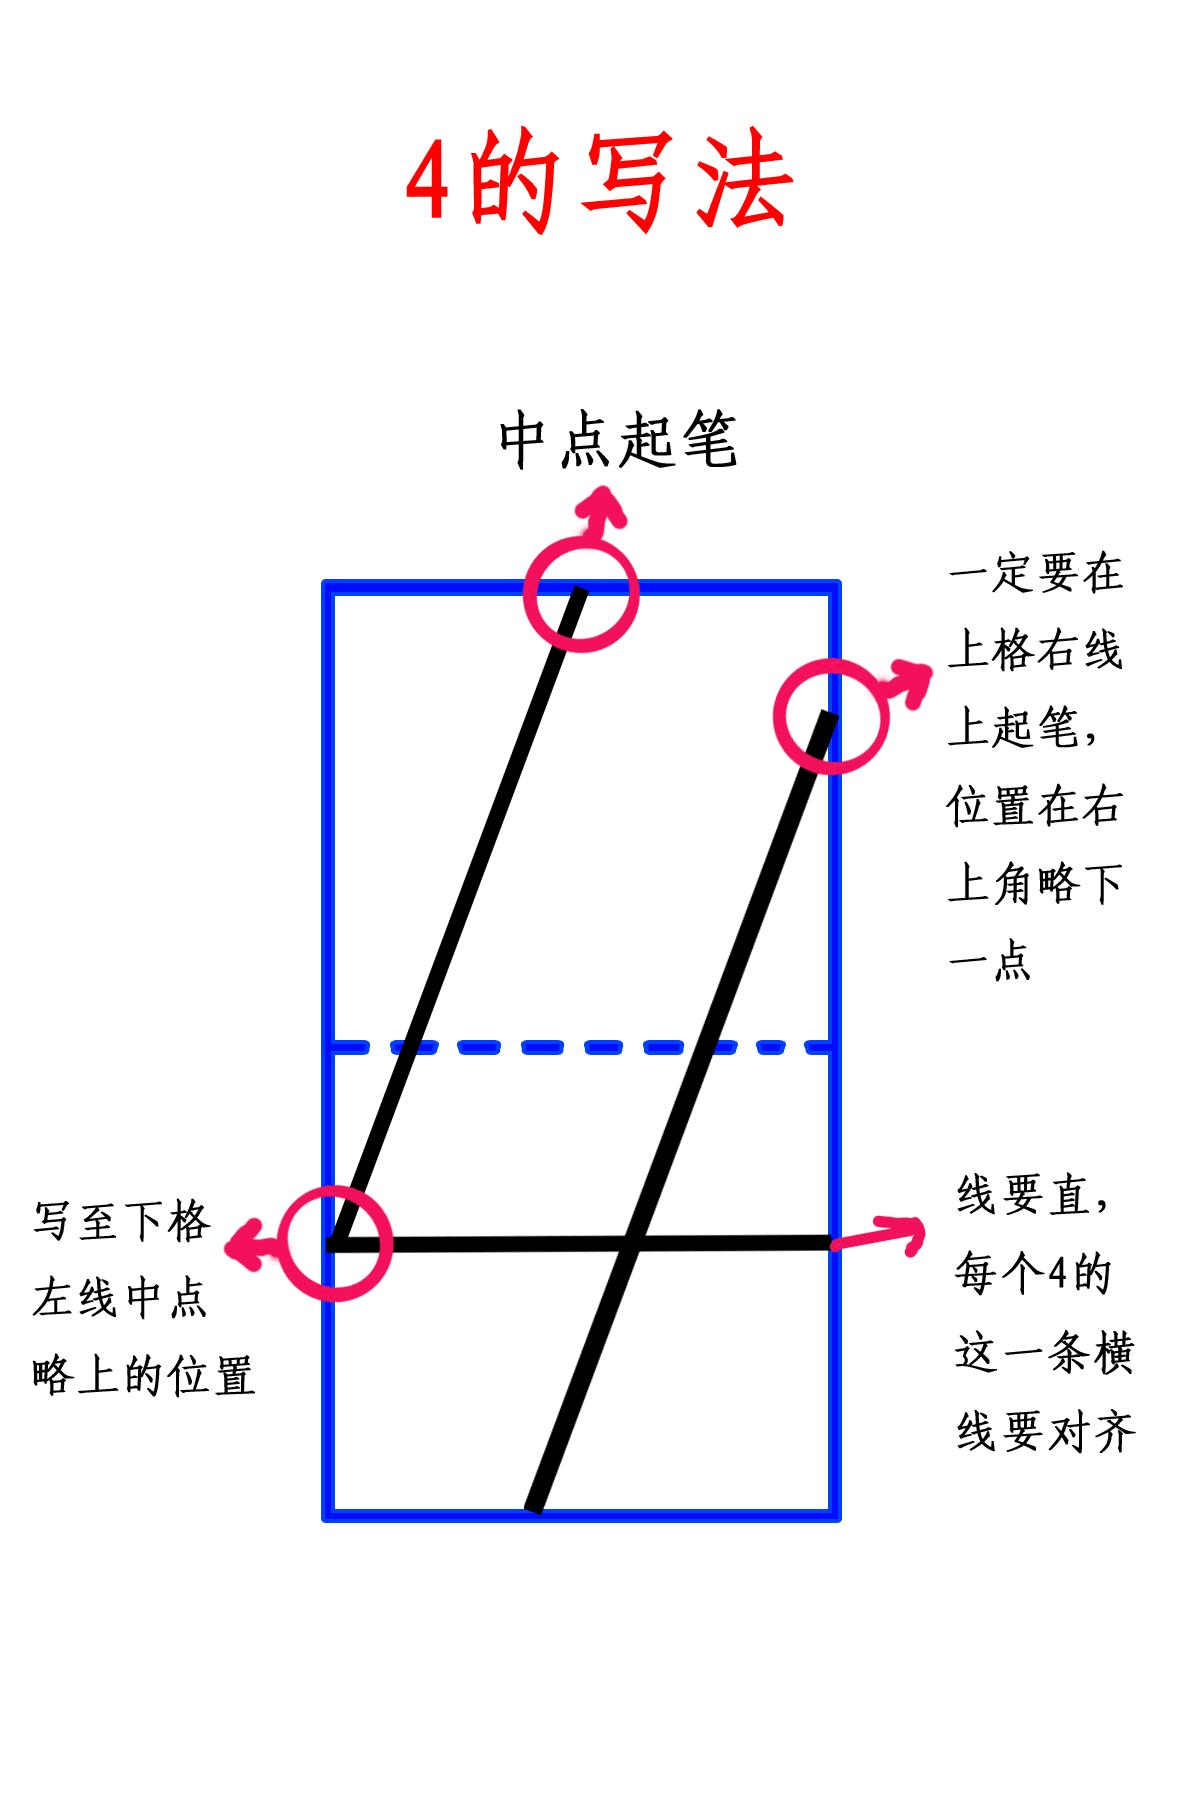 4的写法
中点起笔
一定要在
上格右线
上起笔，
位置在右
上角略下
一点
写至下格
左线中点
略上的位置
线要直，
每个4的
这一条横
线要对齐